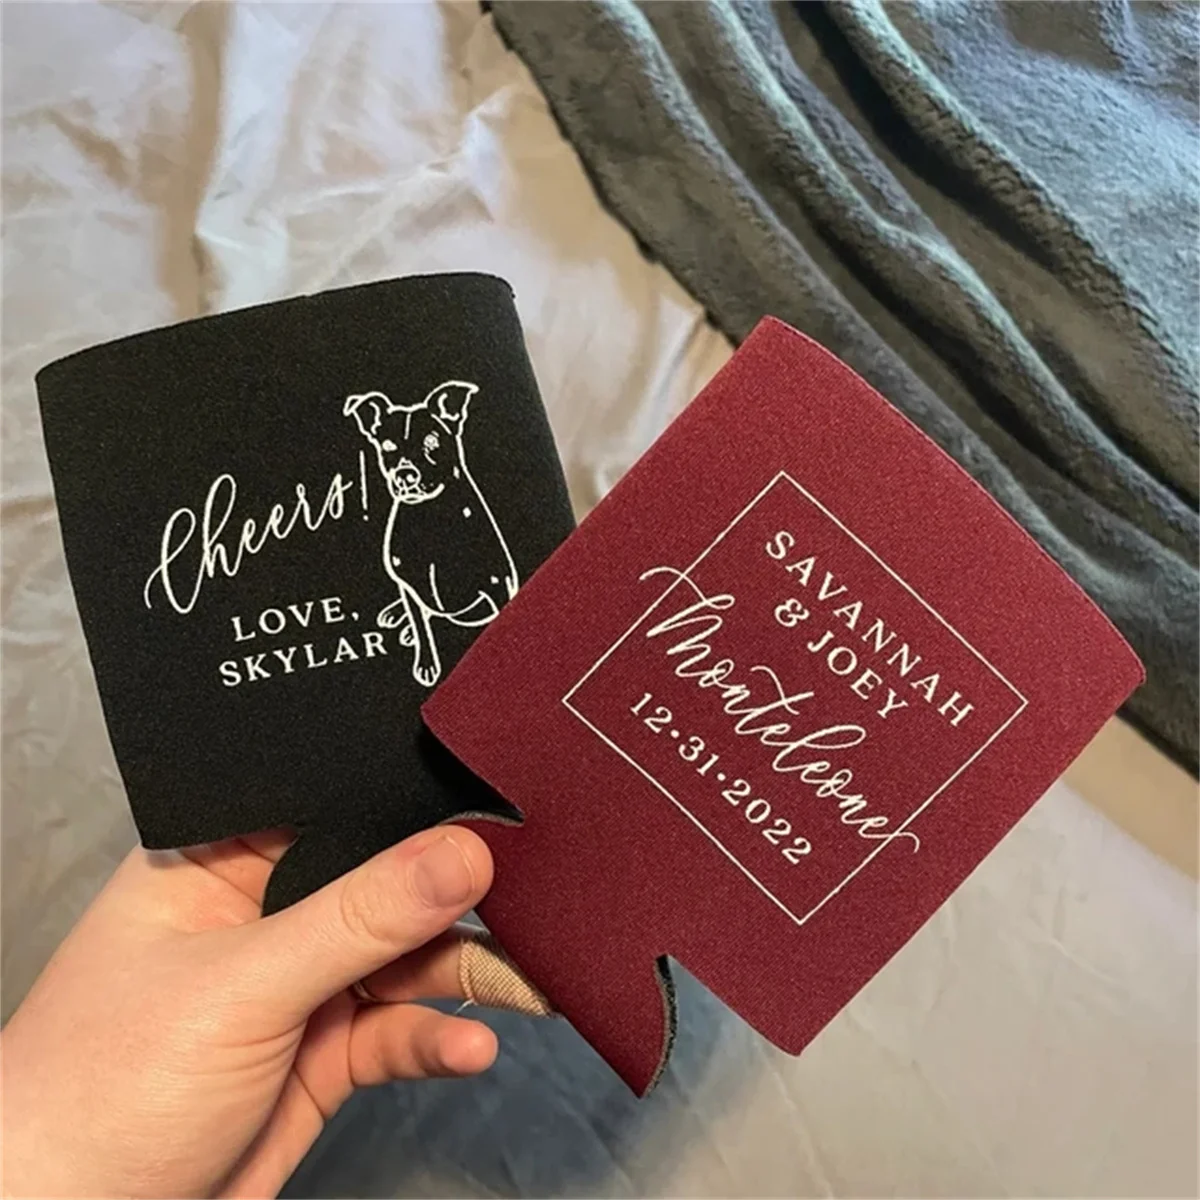 Cheers!
LOVE,
SKYLAR
SAVANNAH
& JOEY
Monteleone
12•31•2022